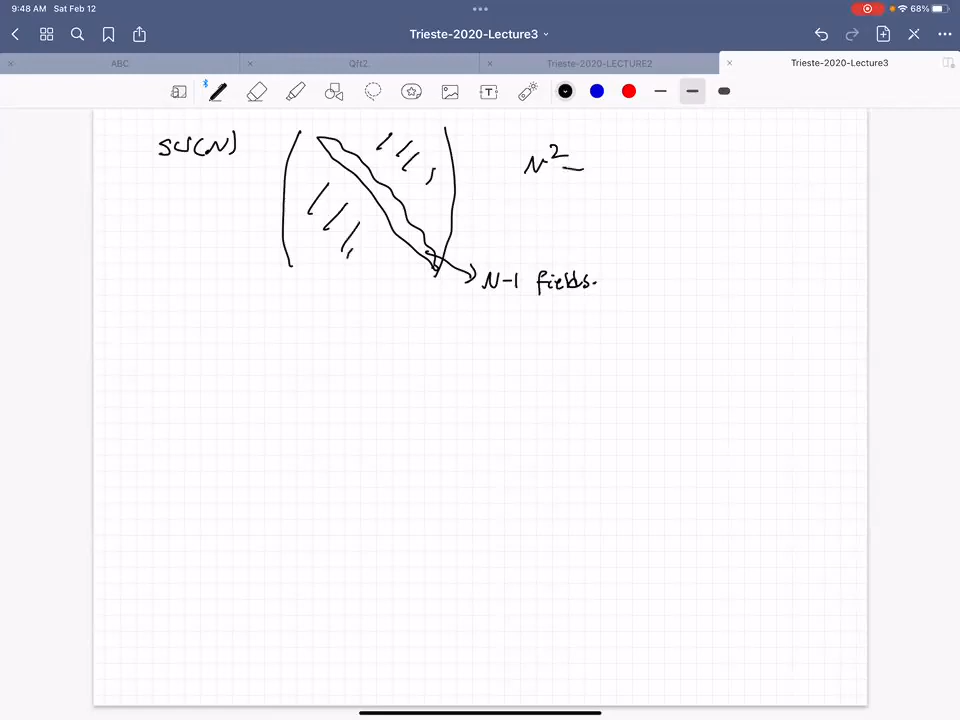 9:48 AM Sat Feb 12
68%
Trieste-2020-Lecture3
ABC
Qft2.
Trieste-2020-LECTURE2
Trieste-2020-Lecture3
SU(N)
N² −
N-1 fields.